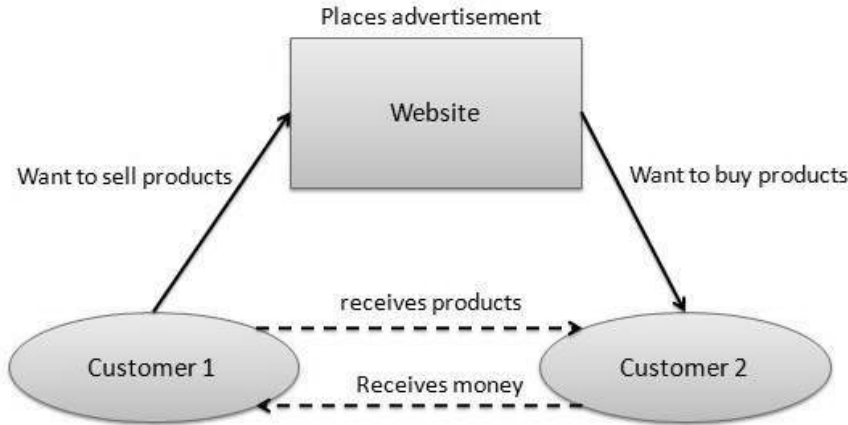 Places advertisement
Website
Want to sell products
Want to buy products
receives products
Customer 1
Customer 2
Receives money